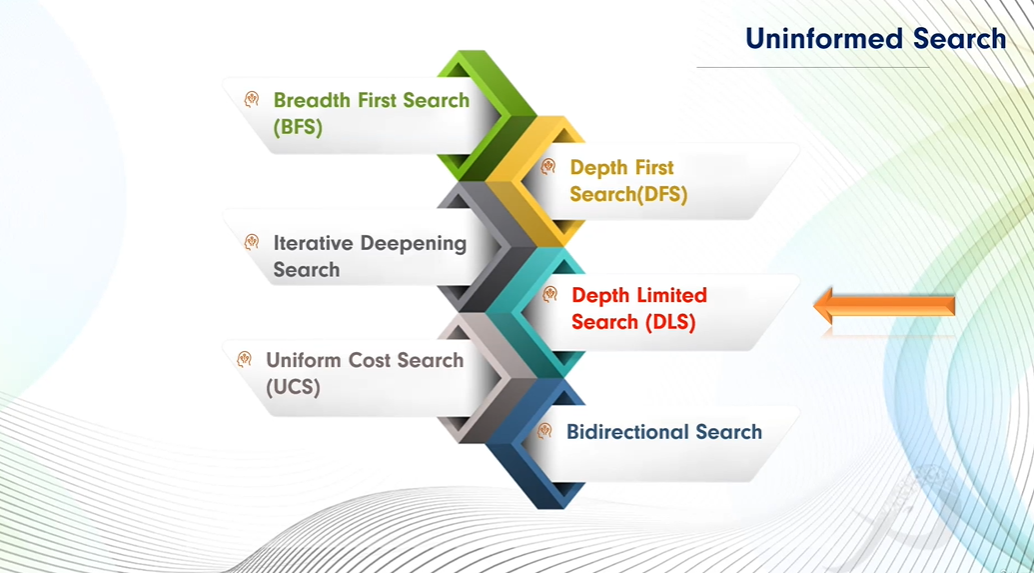 Uninformed Search
Breadth First Search
(BFS)
Depth First
Search(DFS)
Iterative Deepening
Search
Depth Limited
Search (DLS)
Uniform Cost Search
(UCS)
Bidirectional Search